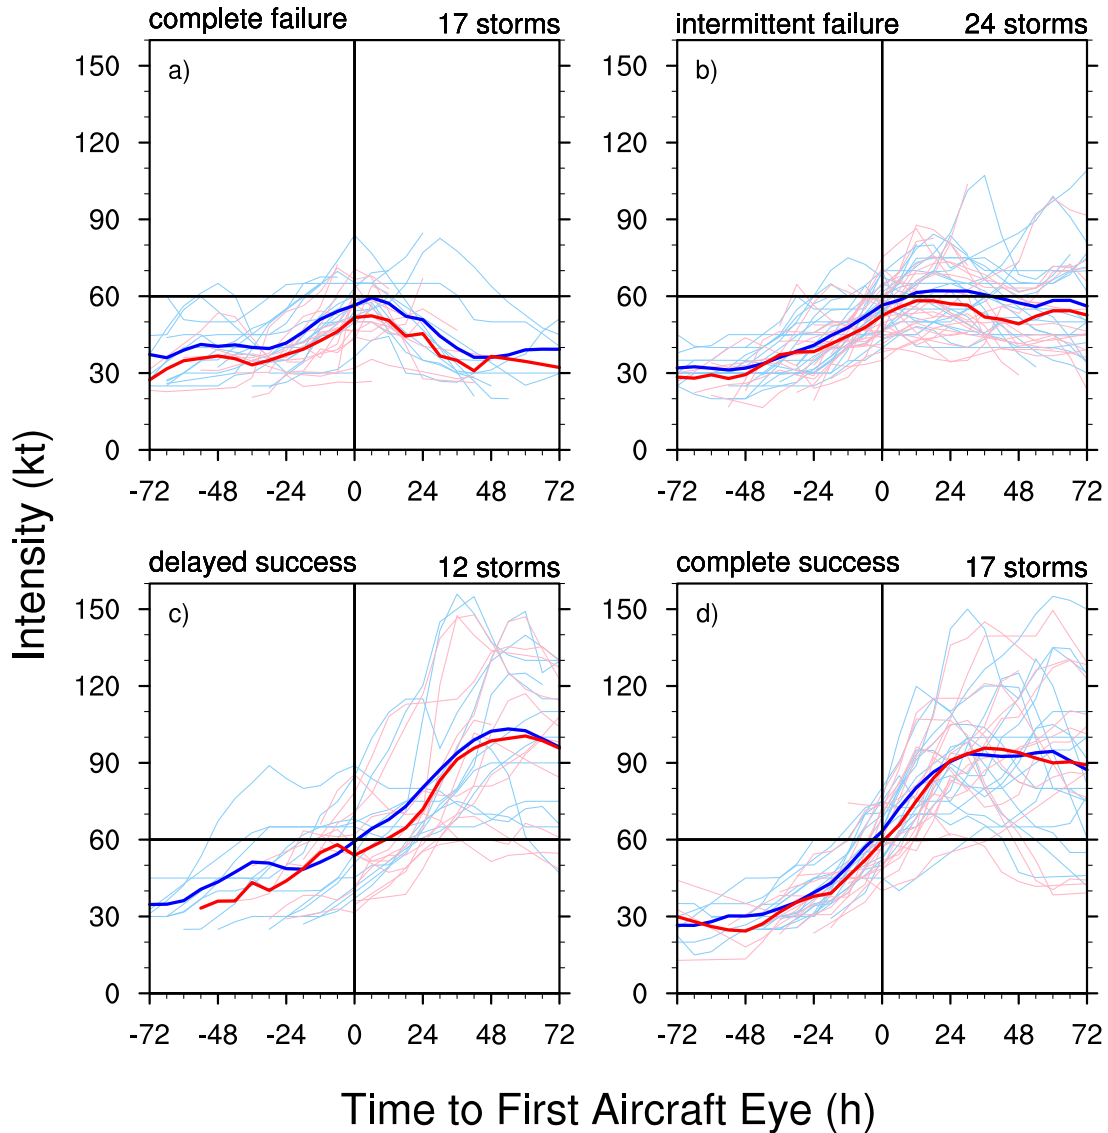 complete failure 17 storms
intermittent failure 24 storms
a)
b)
150
120
90
60
30
0
-72 -48 -24 0 24 48 72
150
120
90
60
30
0
-72 -48 -24 0 24 48 72
Intensity (kt)
delayed success 12 storms
complete success 17 storms
c)
d)
150
120
90
60
30
0
-72 -48 -24 0 24 48 72
150
120
90
60
30
0
-72 -48 -24 0 24 48 72
Time to First Aircraft Eye (h)